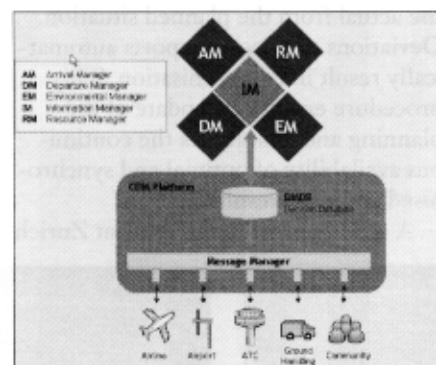 AM RM
IM
DM EM
AM Arrival Manager
DM Departure Manager
EM Environmental Manager
IM Information Manager
RM Resource Manager
CDM Platform
Database
Message Manager
Airline Airport ATC Ground Handling Community